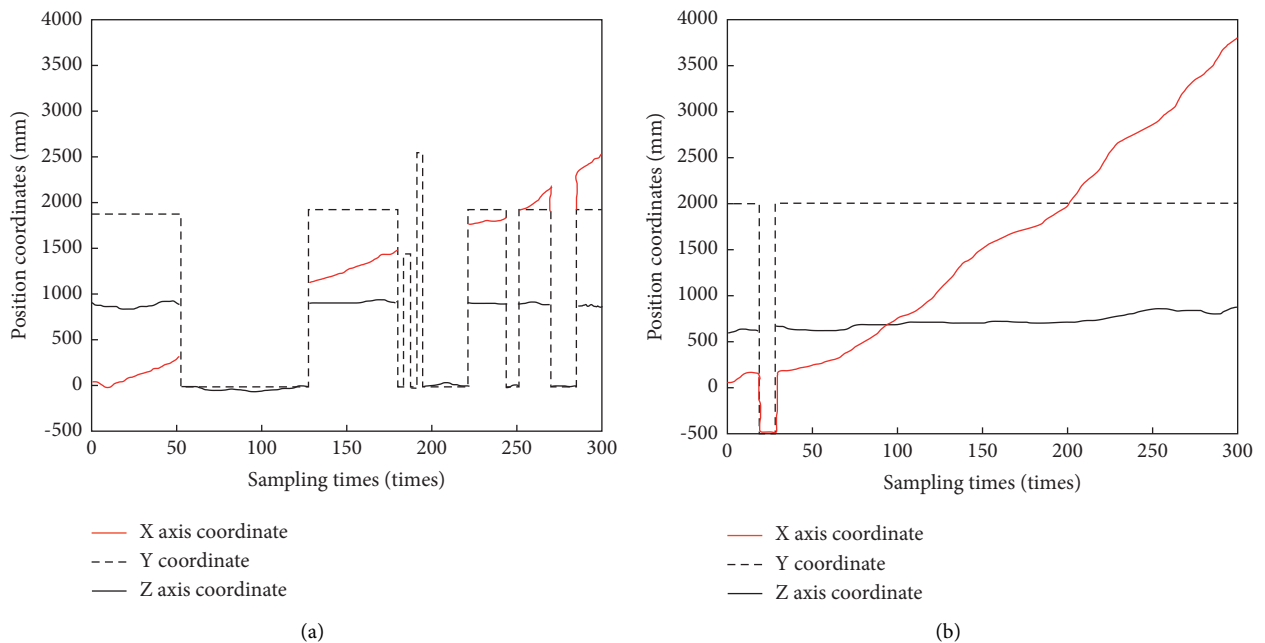 4000
3500
3000
2500
2000
1500
1000
500
0
-500
Position coordinates (mm)
0 50 100 150 200 250 300
Sampling times (times)
X axis coordinate
Y coordinate
Z axis coordinate
(a)
4000
3500
3000
2500
2000
1500
1000
500
0
-500
Position coordinates (mm)
0 50 100 150 200 250 300
Sampling times (times)
X axis coordinate
Y coordinate
Z axis coordinate
(b)